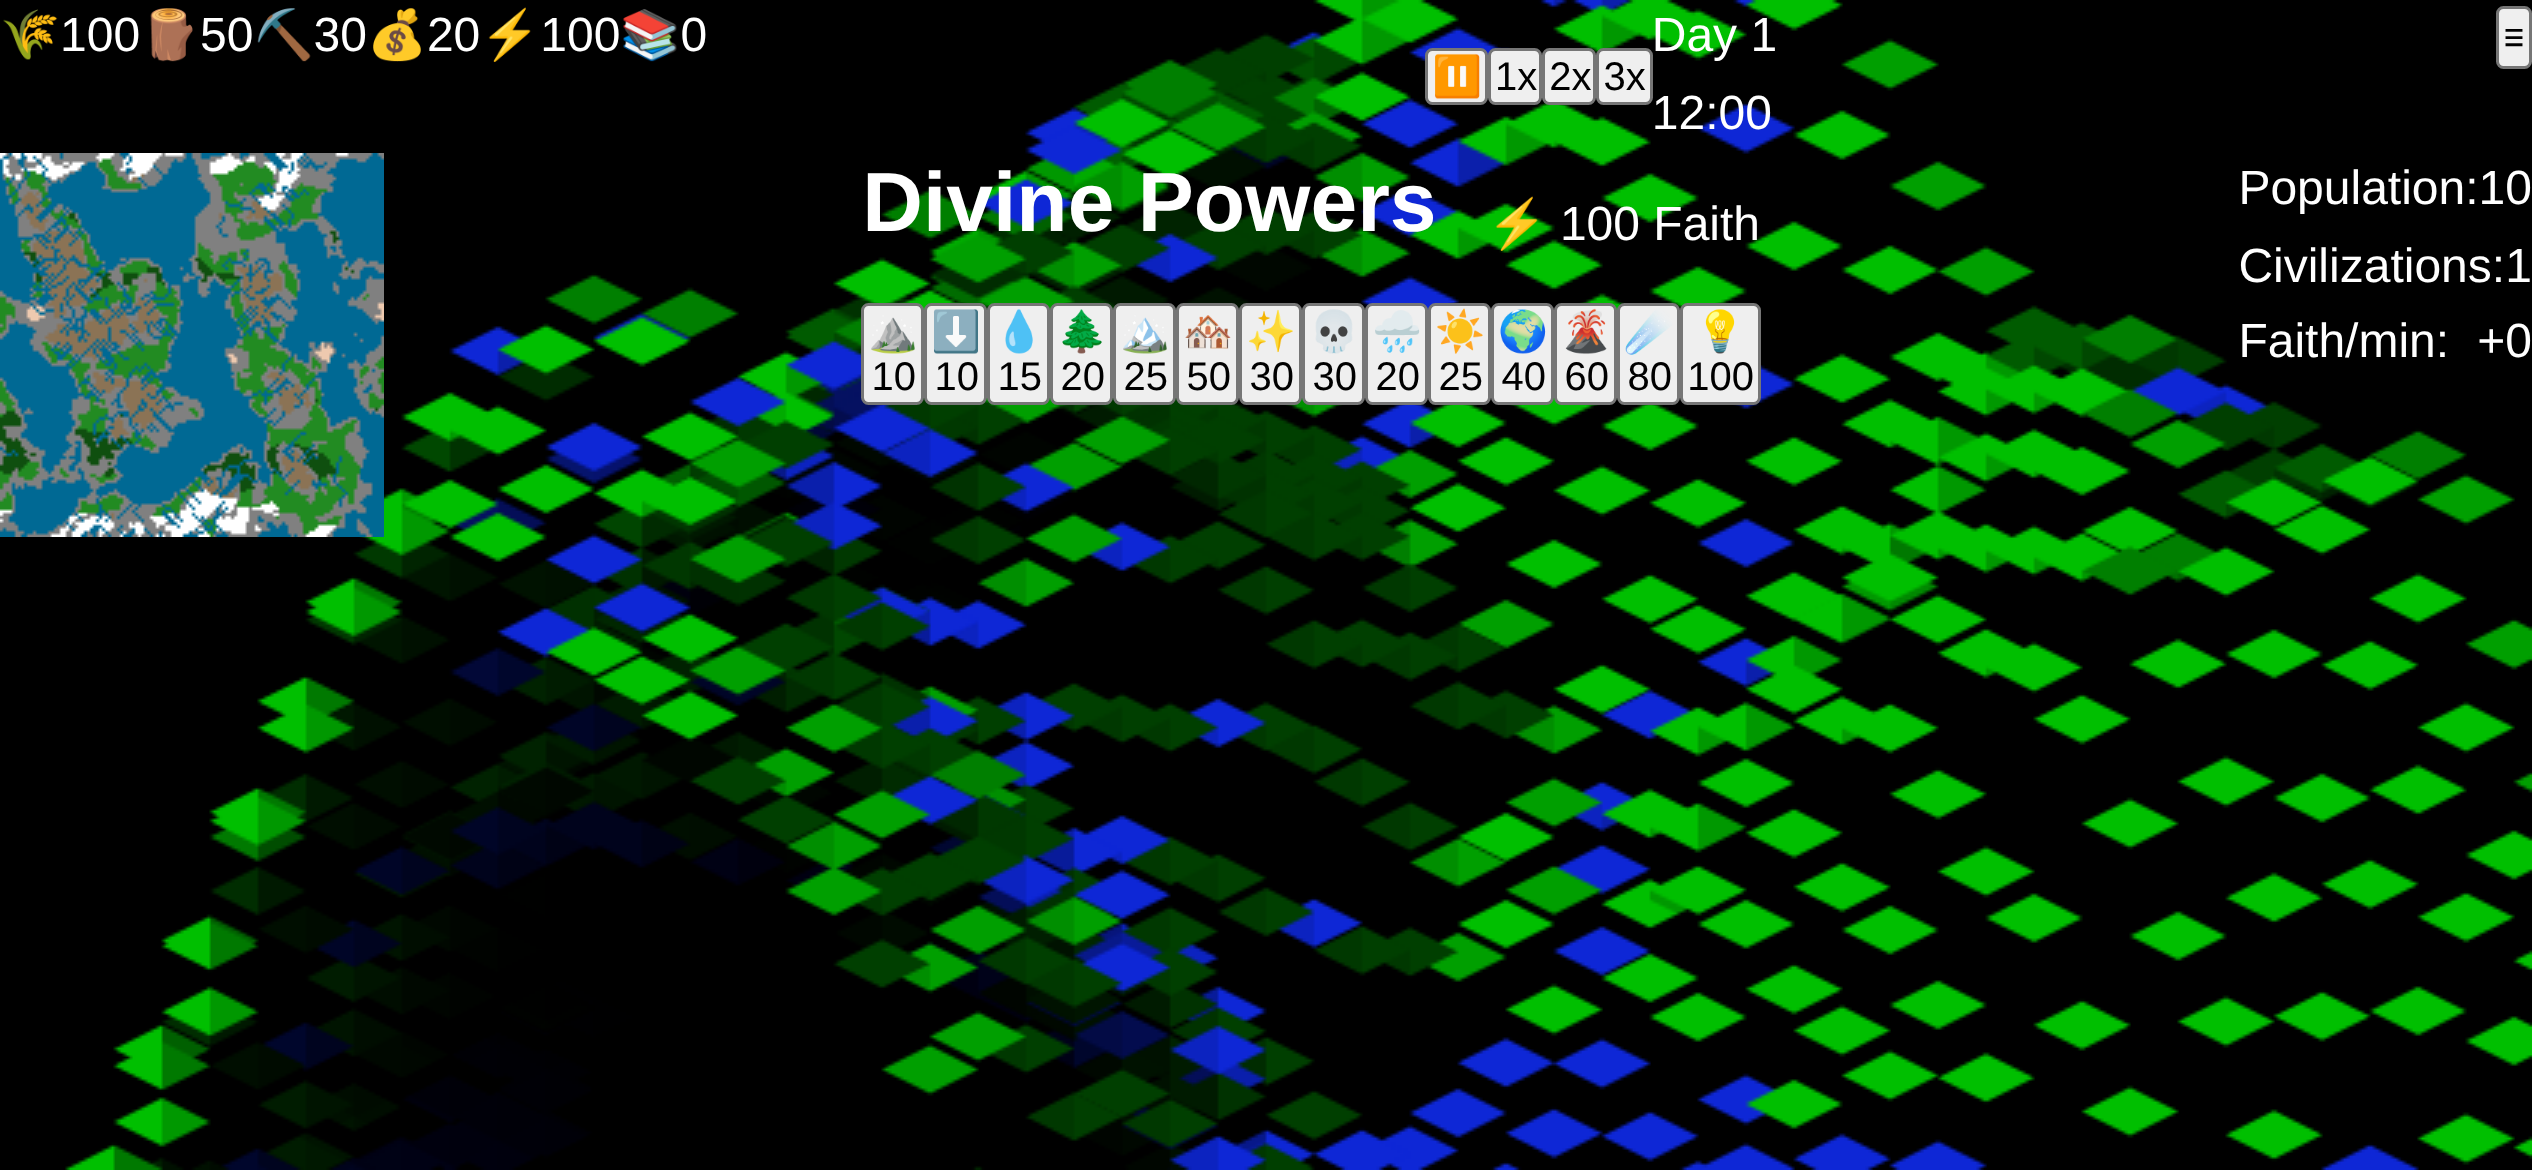 🌾100🪵50⛏️30💰20⚡100📚0
Day 1
⏸️ 1x 2x 3x
12:00
☰
Divine Powers
⚡ 100 Faith
Population:10
Civilizations:1
Faith/min: +0
10 10 15 20 25 50 30 30 20 25 40 60 80 100